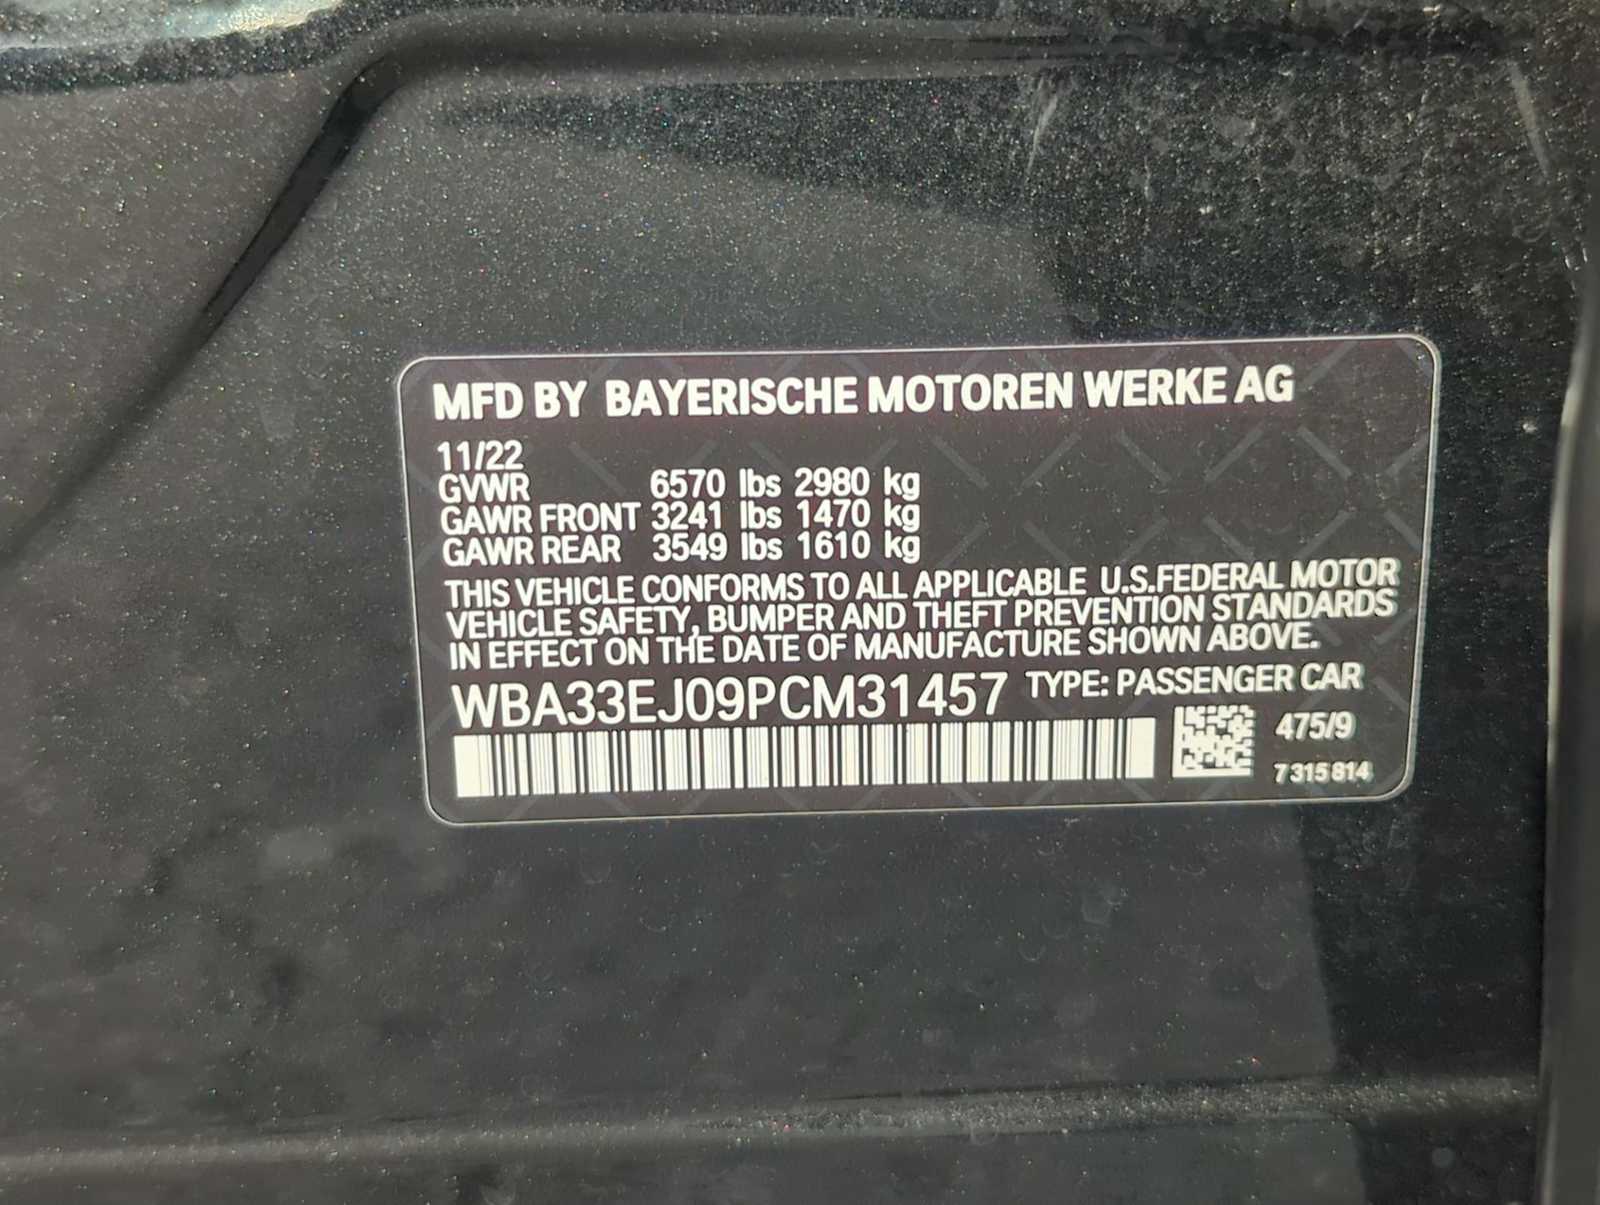 MFD BY BAYERISCHE MOTOREN WERKE AG
11/22
GVWR 6570 lbs 2980 kg
GAWR FRONT 3241 lbs 1470 kg
GAWR REAR 3549 lbs 1610 kg
THIS VEHICLE CONFORMS TO ALL APPLICABLE U.S.FEDERAL MOTOR
VEHICLE SAFETY, BUMPER AND THEFT PREVENTION STANDARDS
IN EFFECT ON THE DATE OF MANUFACTURE SHOWN ABOVE.
WBA33EJ09PCM31457 TYPE: PASSENGER CAR
475/9
7 315 814